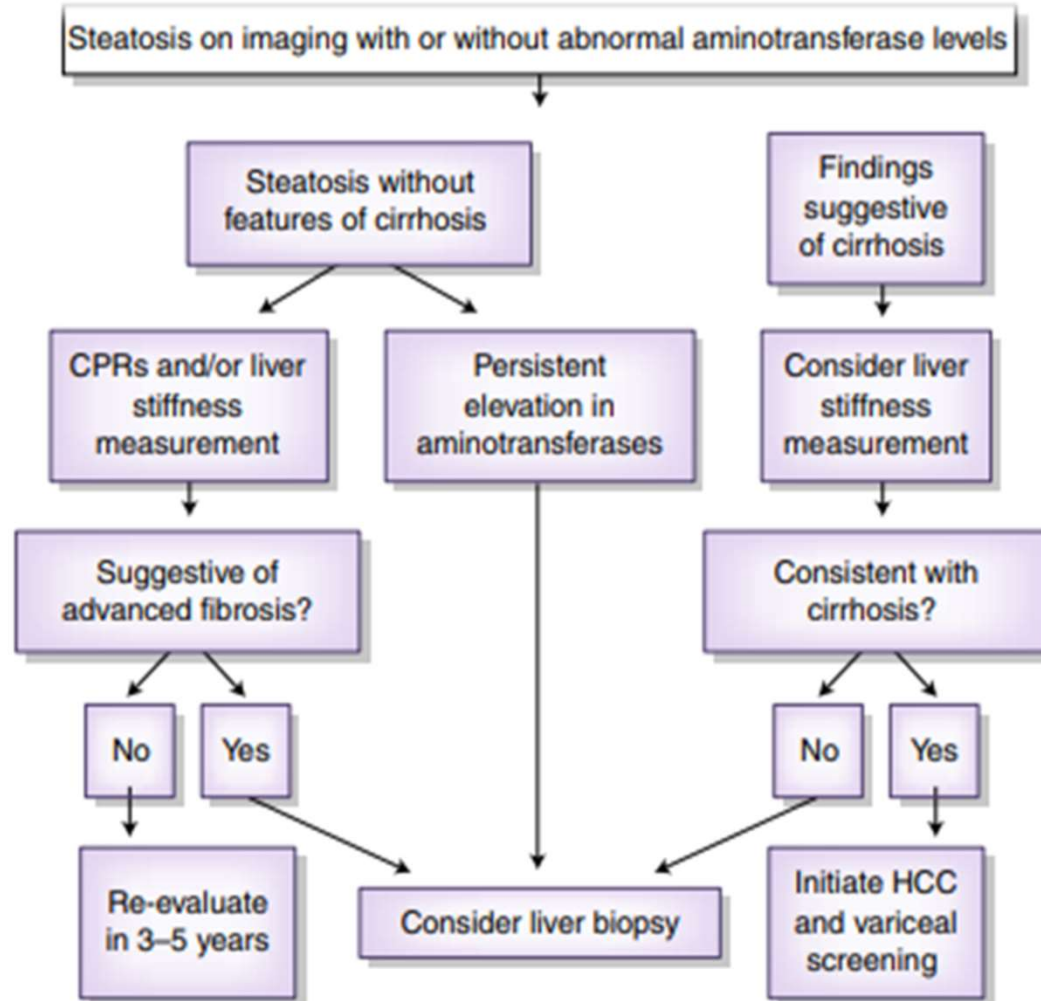 Steatosis on imaging with or without abnormal aminotransferase levels
Steatosis without
features of cirrhosis
Findings
suggestive
of cirrhosis
CPRs and/or liver
stiffness
measurement
Persistent
elevation in
aminotransferases
Consider liver
stiffness
measurement
Suggestive of
advanced fibrosis?
Consistent with
cirrhosis?
No
Yes
No
Yes
Re-evaluate
in 3–5 years
Consider liver biopsy
Initiate HCC
and variceal
screening